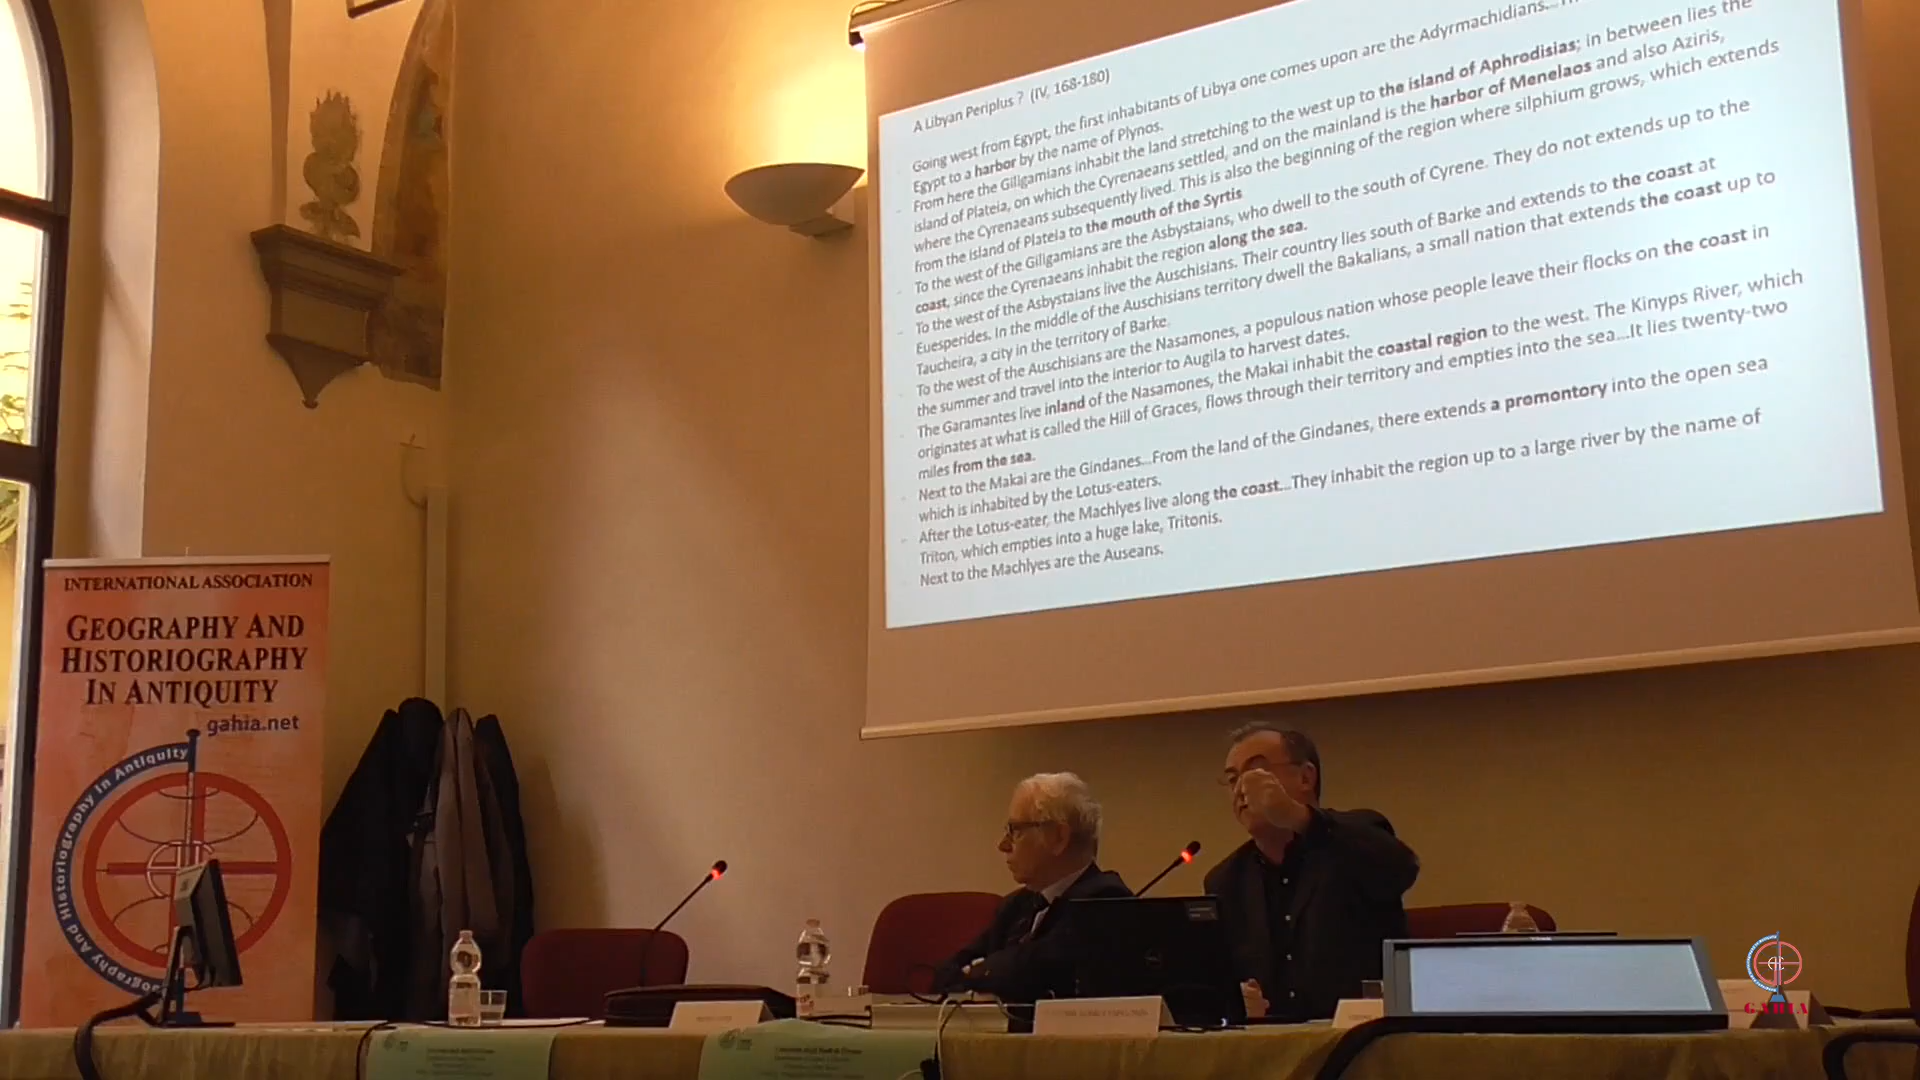 A Libyan Periplus ? (IV, 168-180)
Going west from Egypt, the first inhabitants of Libya one comes upon are the Adyrmachidians...
Egypt to a harbor by the name of Plynos.
From here the Giligamians inhabit the land stretching to the west up to the island of Aphrodisias; in between lies the
island of Plateia, on which the Cyrenaeans settled, and on the mainland is the harbor of Menelaos and also Aziris,
where the Cyrenaeans subsequently lived. This is also the beginning of the region where silphium grows, which extends
from the island of Plateia to the mouth of the Syrtis
To the west of the Giligamians are the Asbystaians, who dwell to the south of Cyrene. They do not extends up to the
coast, since the Cyrenaeans inhabit the region along the sea.
To the west of the Asbystaians live the Auschisians. Their country lies south of Barke and extends to the coast at
Euesperides. In the middle of the Auschisians territory dwell the Bakalians, a small nation that extends the coast up to
Taucheira, a city in the territory of Barke.
To the west of the Auschisians are the Nasamones, a populous nation whose people leave their flocks on the coast in
the summer and travel into the interior to Augila to harvest dates.
The Garamantes live inland of the Nasamones, the Makai inhabit the coastal region to the west. The Kinyps River, which
originates at what is called the Hill of Graces, flows through their territory and empties into the sea...It lies twenty-two
miles from the sea.
Next to the Makai are the Gindanes...From the land of the Gindanes, there extends a promontory into the open sea
which is inhabited by the Lotus-eaters.
After the Lotus-eater, the Machlyes live along the coast...They inhabit the region up to a large river by the name of
Triton, which empties into a huge lake, Tritonis.
Next to the Machlyes are the Auseans.
INTERNATIONAL ASSOCIATION
GEOGRAPHY AND
HISTORIOGRAPHY
IN ANTIQUITY
gahia.net
Geography And Historiography In Antiquity
GAHIA